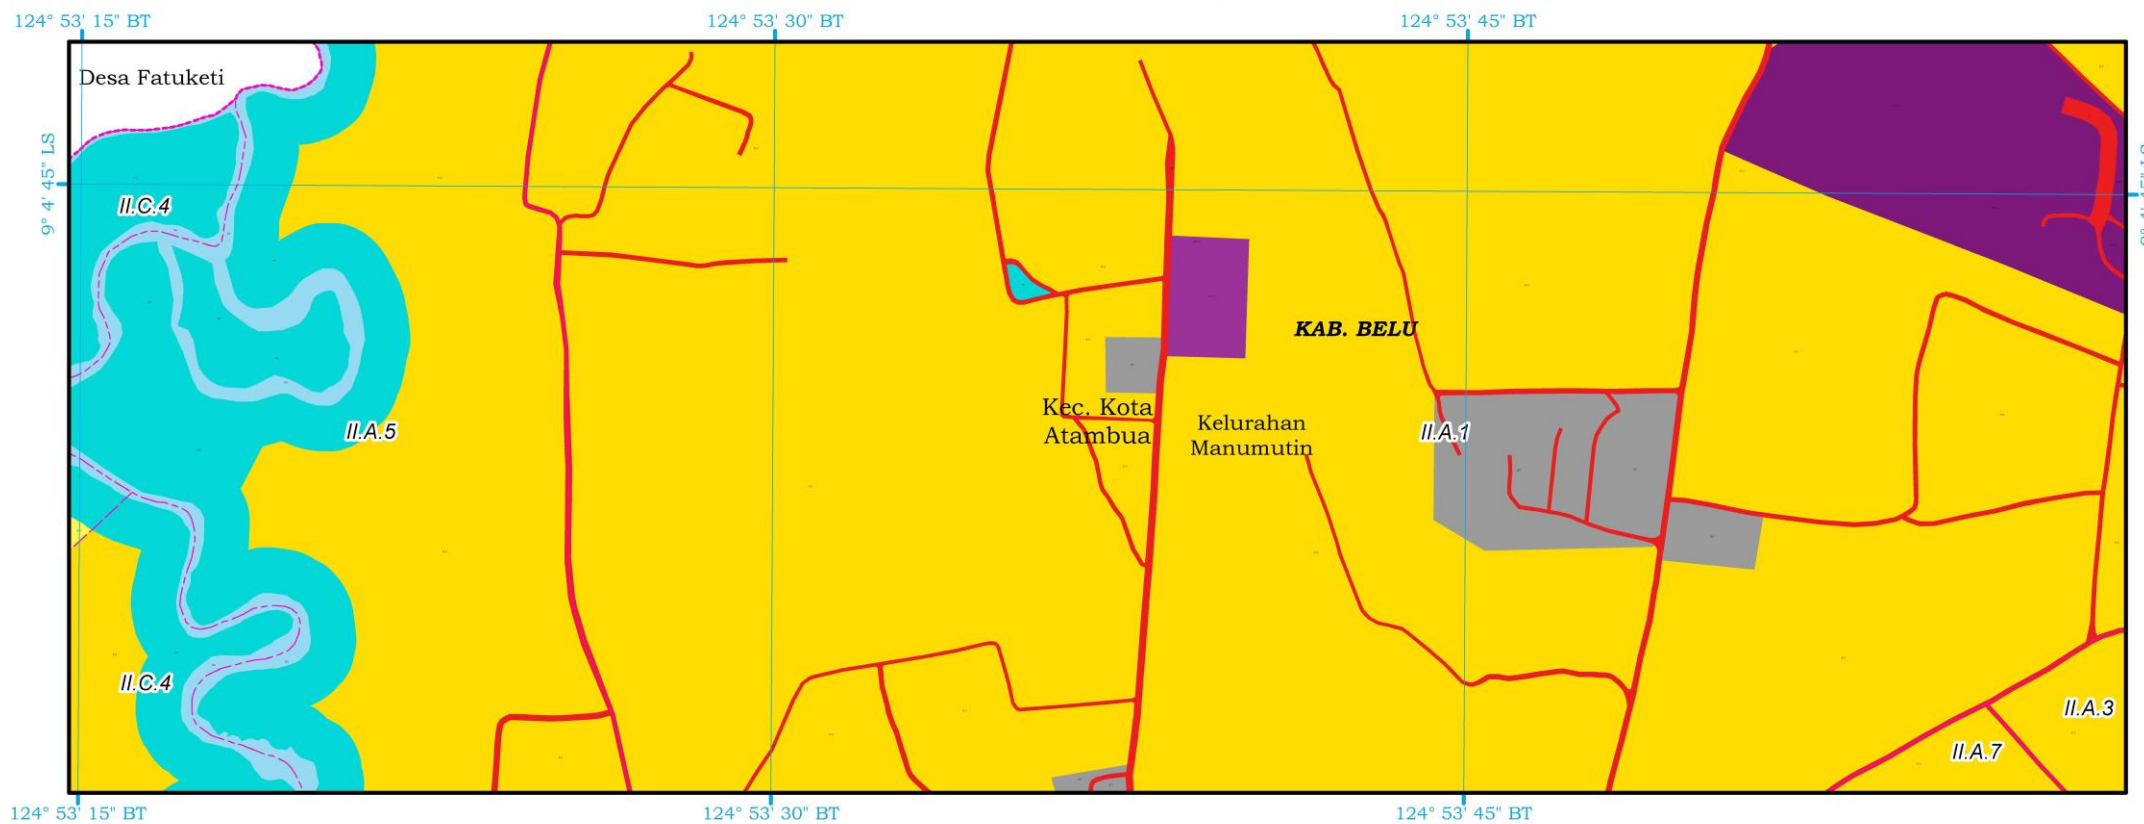 124° 53' 15" BT
124° 53' 30" BT
124° 53' 45" BT
Desa Fatuketi
9° 4' 45" LS
II.C.4
KAB. BELU
Kec. Kota
Atambua
Kelurahan
Manumutin
II.A.5
II.A.1
II.C.4
II.A.3
II.A.7
124° 53' 15" BT
124° 53' 30" BT
124° 53' 45" BT